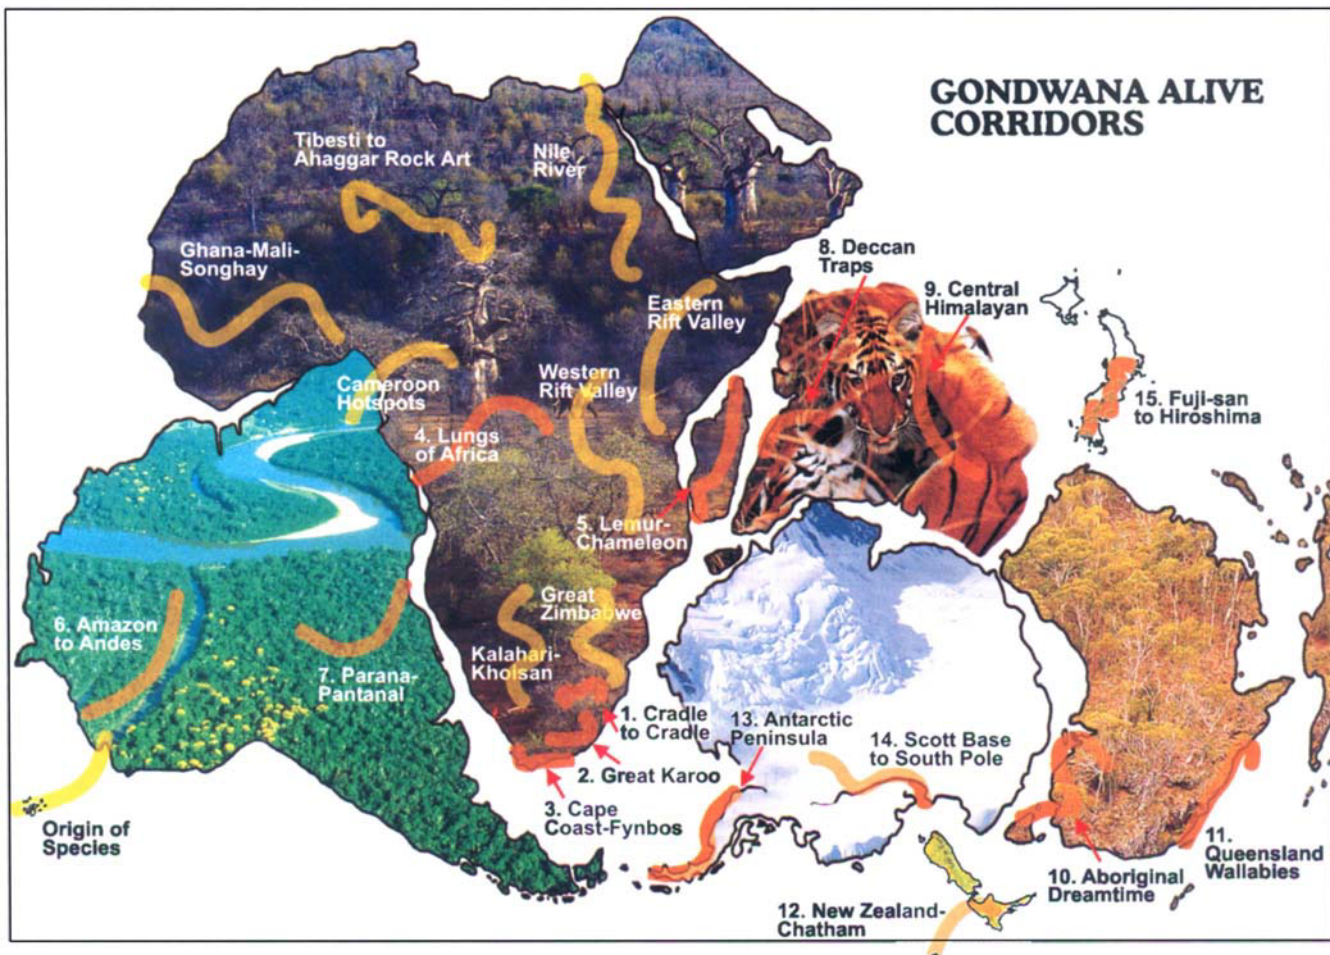 GONDWANA ALIVE
CORRIDORS
Tibesti to
Ahaggar Rock Art
Nile
River
Ghana-Mali-
Songhay
8. Deccan
Traps
9. Central
Himalayan
Eastern
Rift Valley
Cameroon
Hotspots
Western
Rift Valley
15. Fuji-san
to Hiroshima
4. Lungs
of Africa
5. Lemur-
Chameleon
Great
Zimbabwe
6. Amazon
to Andes
7. Parana-
Pantanal
Kalahari-
Khoisan
1. Cradle
to Cradle
13. Antarctic
Peninsula
14. Scott Base
to South Pole
2. Great Karoo
3. Cape
Coast-Fynbos
Origin of
Species
11.
Queensland
Wallabies
10. Aboriginal
Dreamtime
12. New Zealand-
Chatham